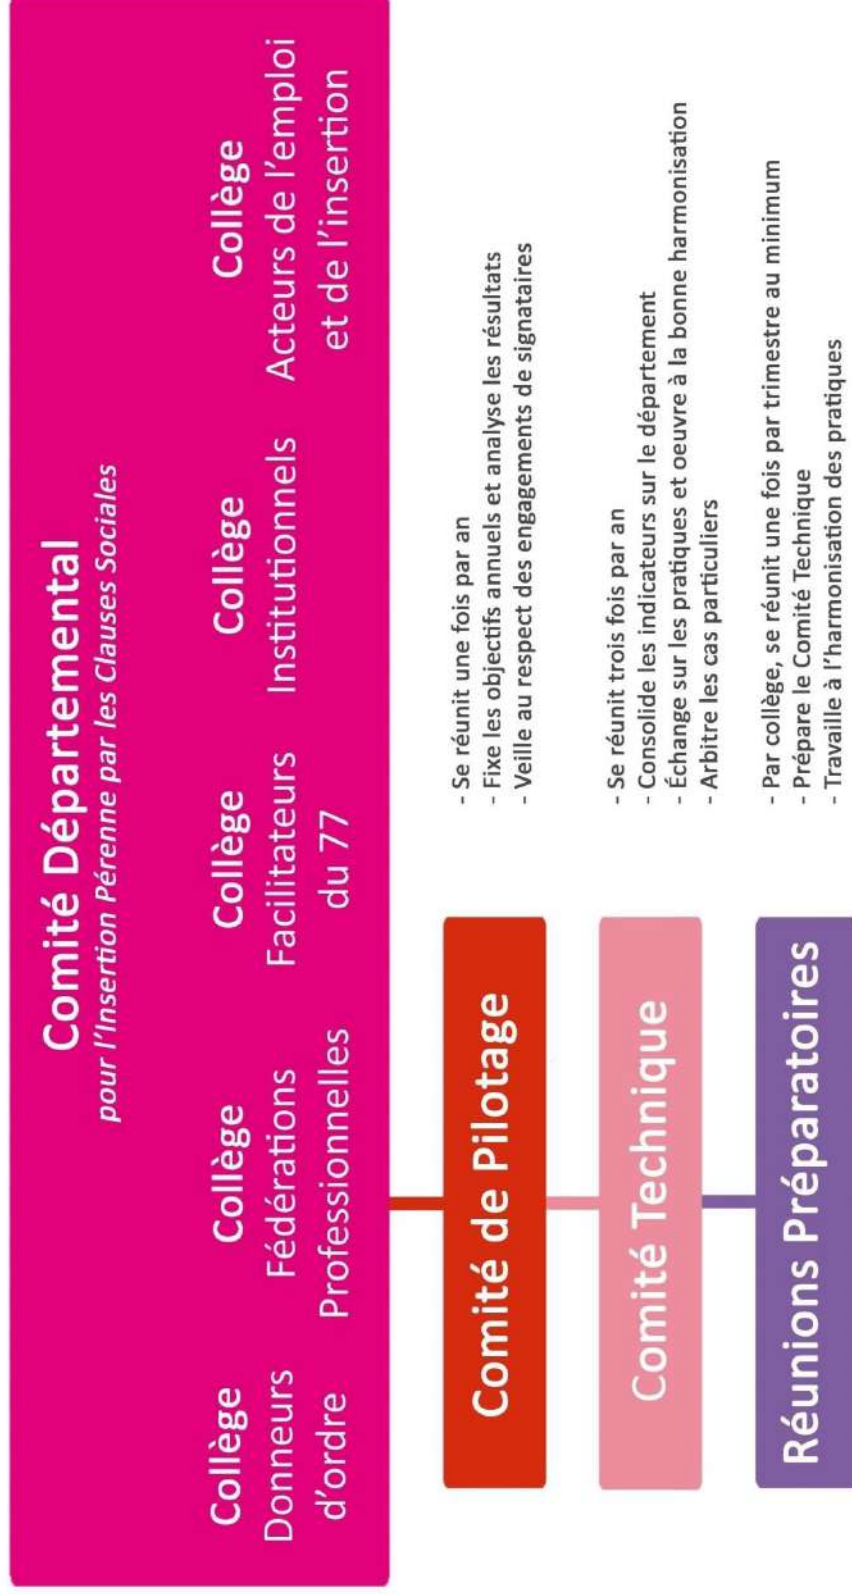 Comité Départemental
pour l'Insertion Pérenne par les Clauses Sociales
Collège
Donneurs
d'ordre
Collège
Fédérations
Professionnelles
Collège
Facilitateurs
du 77
Collège
Institutionnels
Collège
Acteurs de l'emploi
et de l'insertion
Comité de Pilotage
- Se réunit une fois par an
- Fixe les objectifs annuels et analyse les résultats
- Veille au respect des engagements de signataires
Comité Technique
- Se réunit trois fois par an
- Consolide les indicateurs sur le département
- Échange sur les pratiques et oeuvre à la bonne harmonisation
- Arbitre les cas particuliers
Réunions Préparatoires
- Par collège, se réunit une fois par trimestre au minimum
- Prépare le Comité Technique
- Travaille à l'harmonisation des pratiques